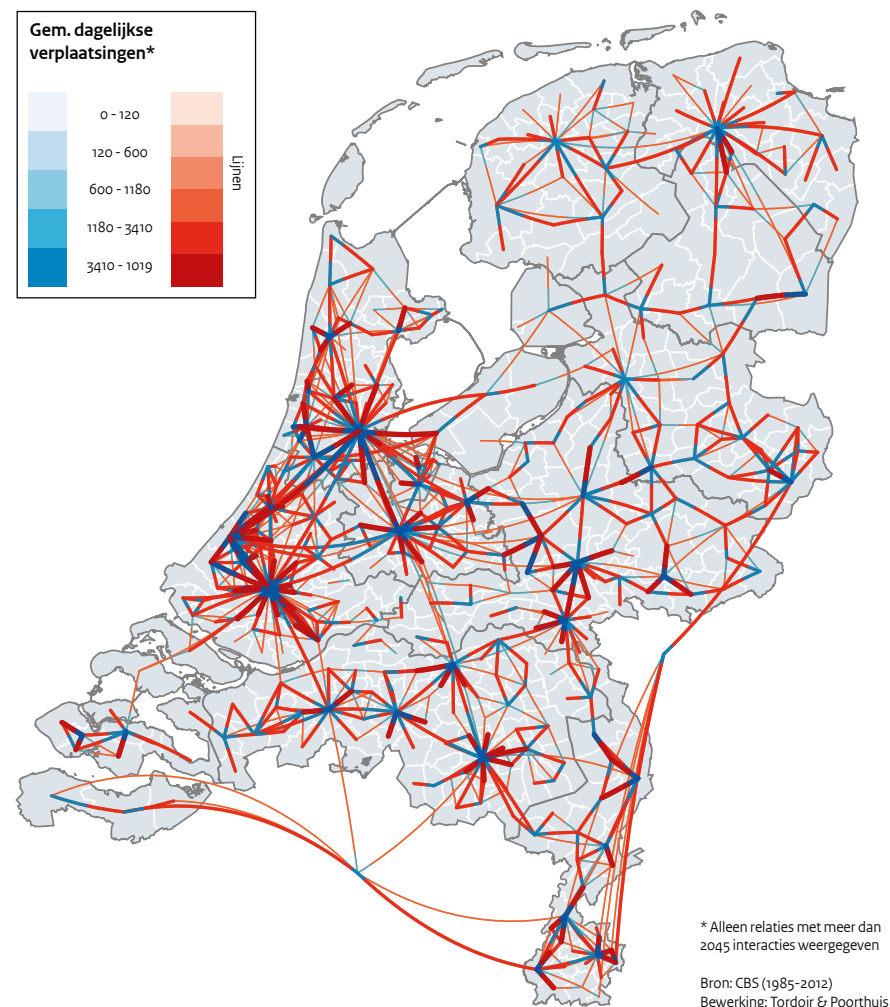 Gem. dagelijkse
verplaatsingen*
0 - 120
120 - 600
600 - 1180
1180 - 3410
3410 - 1019
Lijnen
* Alleen relaties met meer dan
2045 interacties weergegeven
Bron: CBS (1985-2012)
Bewerking: Tordoir & Poorthuis